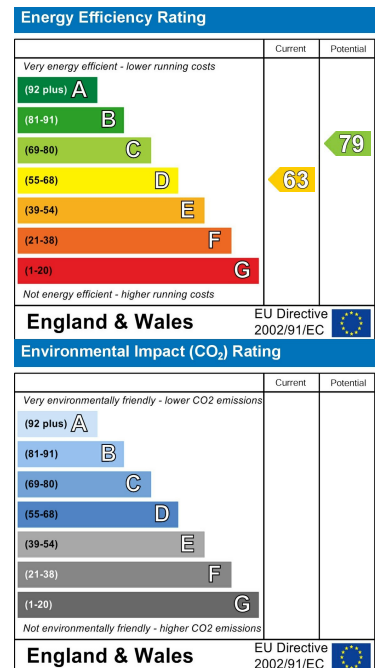 Energy Efficiency Rating
Current Potential
Very energy efficient - lower running costs
(92 plus) A
(81-91) B
(69-80) C
79
(55-68) D
63
(39-54) E
(21-38) F
(1-20) G
Not energy efficient - higher running costs
England & Wales EU Directive
2002/91/EC
Environmental Impact (CO₂) Rating
Current Potential
Very environmentally friendly - lower CO2 emissions
(92 plus) A
(81-91) B
(69-80) C
(55-68) D
(39-54) E
(21-38) F
(1-20) G
Not environmentally friendly - higher CO2 emissions
England & Wales EU Directive
2002/91/EC